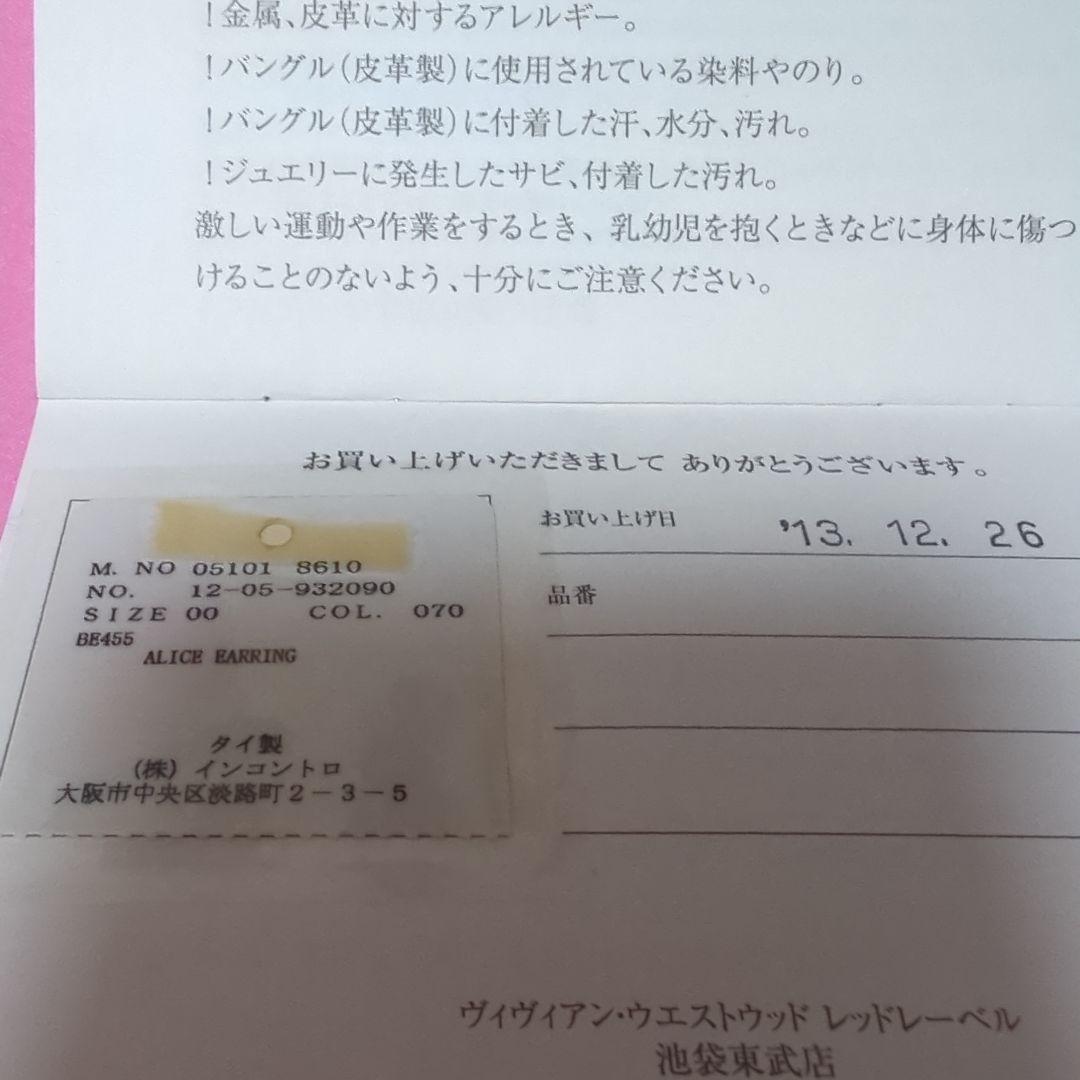 ！金属、皮革に対するアレルギー。
！バングル（皮革製）に使用されている染料やのり。
！バングル（皮革製）に付着した汗、水分、汚れ。
！ジュエリーに発生したサビ、付着した汚れ。
激しい運動や作業をするとき、乳幼児を抱くときなどに身体に傷つ
けることのないよう、十分にご注意ください。
お買い上げいただきまして ありがとうございます。
お買い上げ日 '13. 12. 26
品番
M. NO 05101 8610
NO. 12-05-932090
SIZE 00 COL. 070
BE455
ALICE EARRING
タイ製
（株）インコントロ
大阪市中央区淡路町２－３－５
ヴィヴィアン・ウエストウッド レッドレーベル
池袋東武店